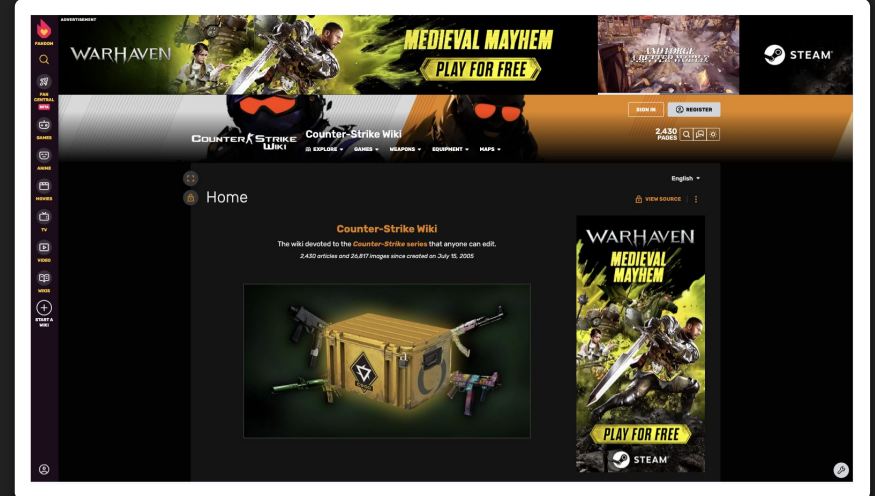 ADVERTISEMENT
WARHAVEN
MEDIEVAL MAYHEM
PLAY FOR FREE
AND FORGE
A BETTER WORLD
STEAM
FANDOM
FAN CENTRAL
BETA
GAMES
ANIME
MOVIES
TV
VIDEO
WIKIS
START A WIKI
SIGN IN
REGISTER
COUNTER STRIKE
WIKI
Counter-Strike Wiki
2,430
PAGES
EXPLORE GAMES WEAPONS EQUIPMENT MAPS
English
Home
VIEW SOURCE
Counter-Strike Wiki
The wiki devoted to the Counter-Strike series that anyone can edit.
2,430 articles and 26,817 images since created on July 15, 2005
WARHAVEN
MEDIEVAL
MAYHEM
PLAY FOR FREE
STEAM